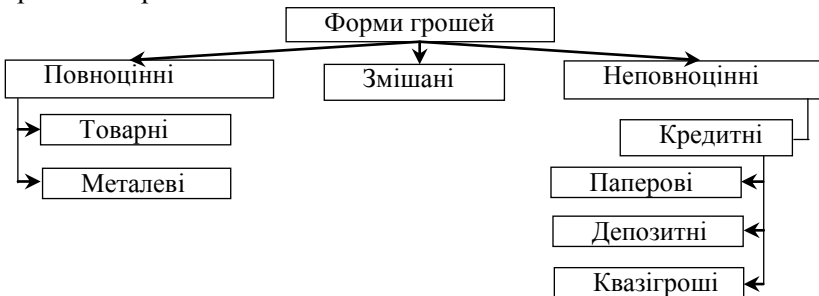 Форми грошей
Повноцінні
Змішані
Неповноцінні
Товарні
Металеві
Кредитні
Паперові
Депозитні
Квазігроші